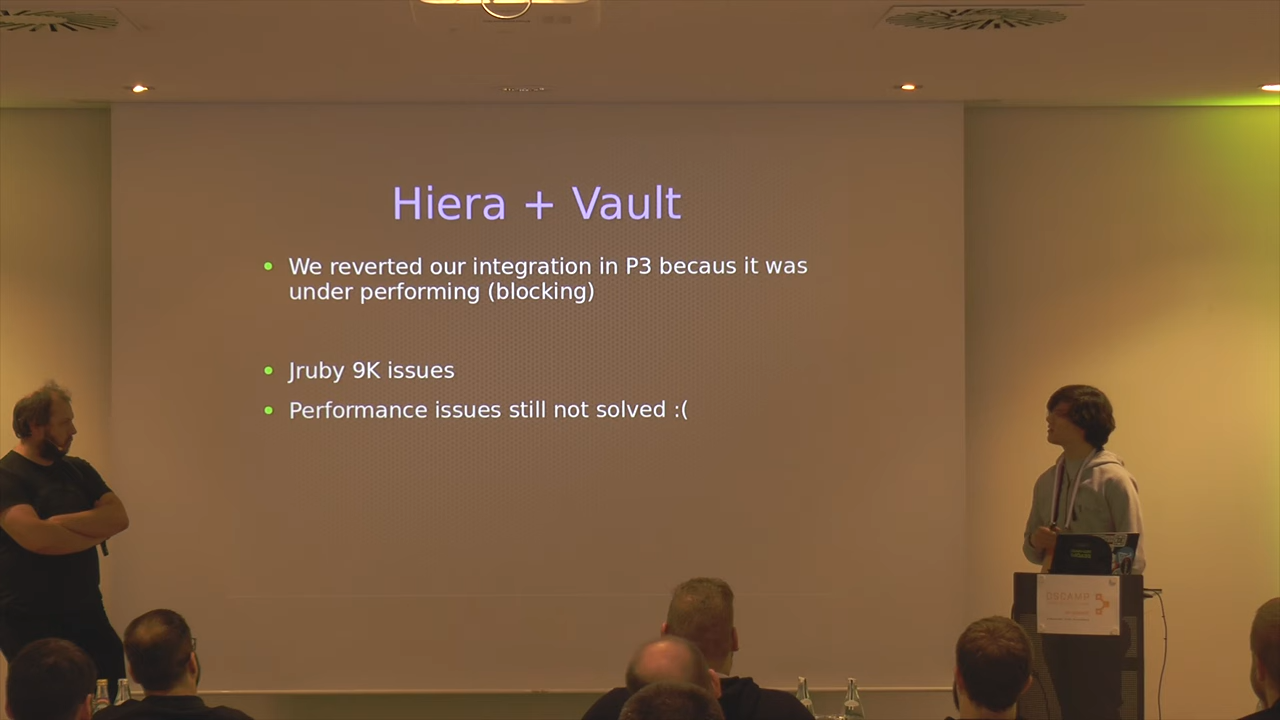 Hiera + Vault
We reverted our integration in P3 becaus it was
under performing (blocking)
Jruby 9K issues
Performance issues still not solved :(
OSCAMP